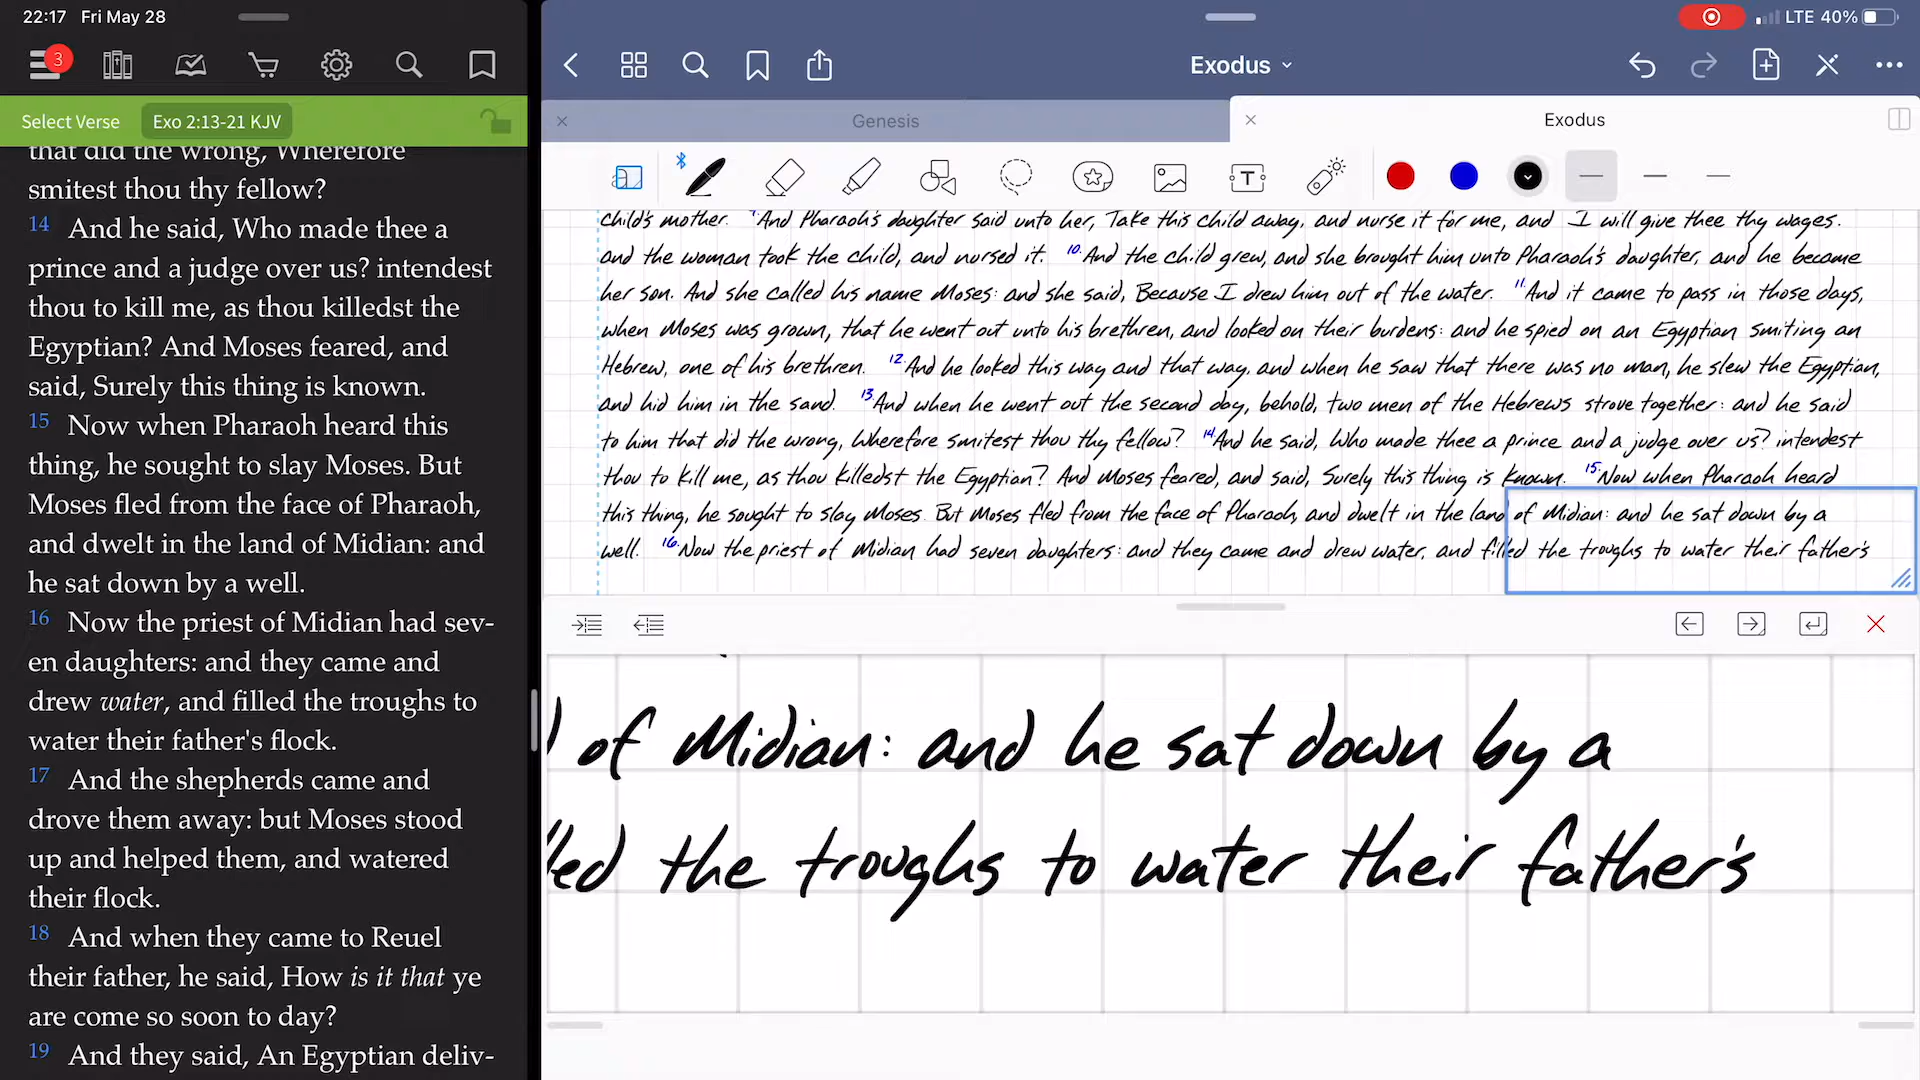 22:17 Fri May 28
3
Select Verse Exo 2:13-21 KJV
that did the wrong, Wherefore
smitest thou thy fellow?
14 And he said, Who made thee a
prince and a judge over us? intendest
thou to kill me, as thou killedst the
Egyptian? And Moses feared, and
said, Surely this thing is known.
15 Now when Pharaoh heard this
thing, he sought to slay Moses. But
Moses fled from the face of Pharaoh,
and dwelt in the land of Midian: and
he sat down by a well.
16 Now the priest of Midian had sev-
en daughters: and they came and
drew water, and filled the troughs to
water their father's flock.
17 And the shepherds came and
drove them away: but Moses stood
up and helped them, and watered
their flock.
18 And when they came to Reuel
their father, he said, How is it that ye
are come so soon to day?
19 And they said, An Egyptian deliv-
LTE 40%
Exodus
Genesis
Exodus
child's mother. And Pharaoh's daughter said unto her, Take this child away, and nurse it for me, and I will give thee thy wages.
and the woman took the child, and nursed it. 10. And the child grew, and she brought him unto Pharaoh's daughter, and he became
her son. And she called his name Moses: and she said, Because I drew him out of the water. 11. And it came to pass in those days,
when Moses was grown, that he went out unto his brethren, and looked on their burdens: and he spied on an Egyptian smiting an
Hebrew, one of his brethren. 12. And he looked this way and that way, and when he saw that there was no man, he slew the Egyptian,
and hid him in the sand. 13. And when he went out the second day, behold, two men of the Hebrews strove together: and he said
to him that did the wrong, Wherefore smitest thou thy fellow? 14 And he said, Who made thee a prince and a judge over us? intendest
thou to kill me, as thou killedst the Egyptian? And Moses feared, and said, Surely this thing is known. 15. Now when Pharaoh heard
this thing, he sought to slay Moses. But Moses fled from the face of Pharaoh, and dwelt in the land of Midian: and he sat down by a
well. 16. Now the priest of Midian had seven daughters: and they came and drew water, and filled the troughs to water their father's
of Midian: and he sat down by a
led the troughs to water their father's